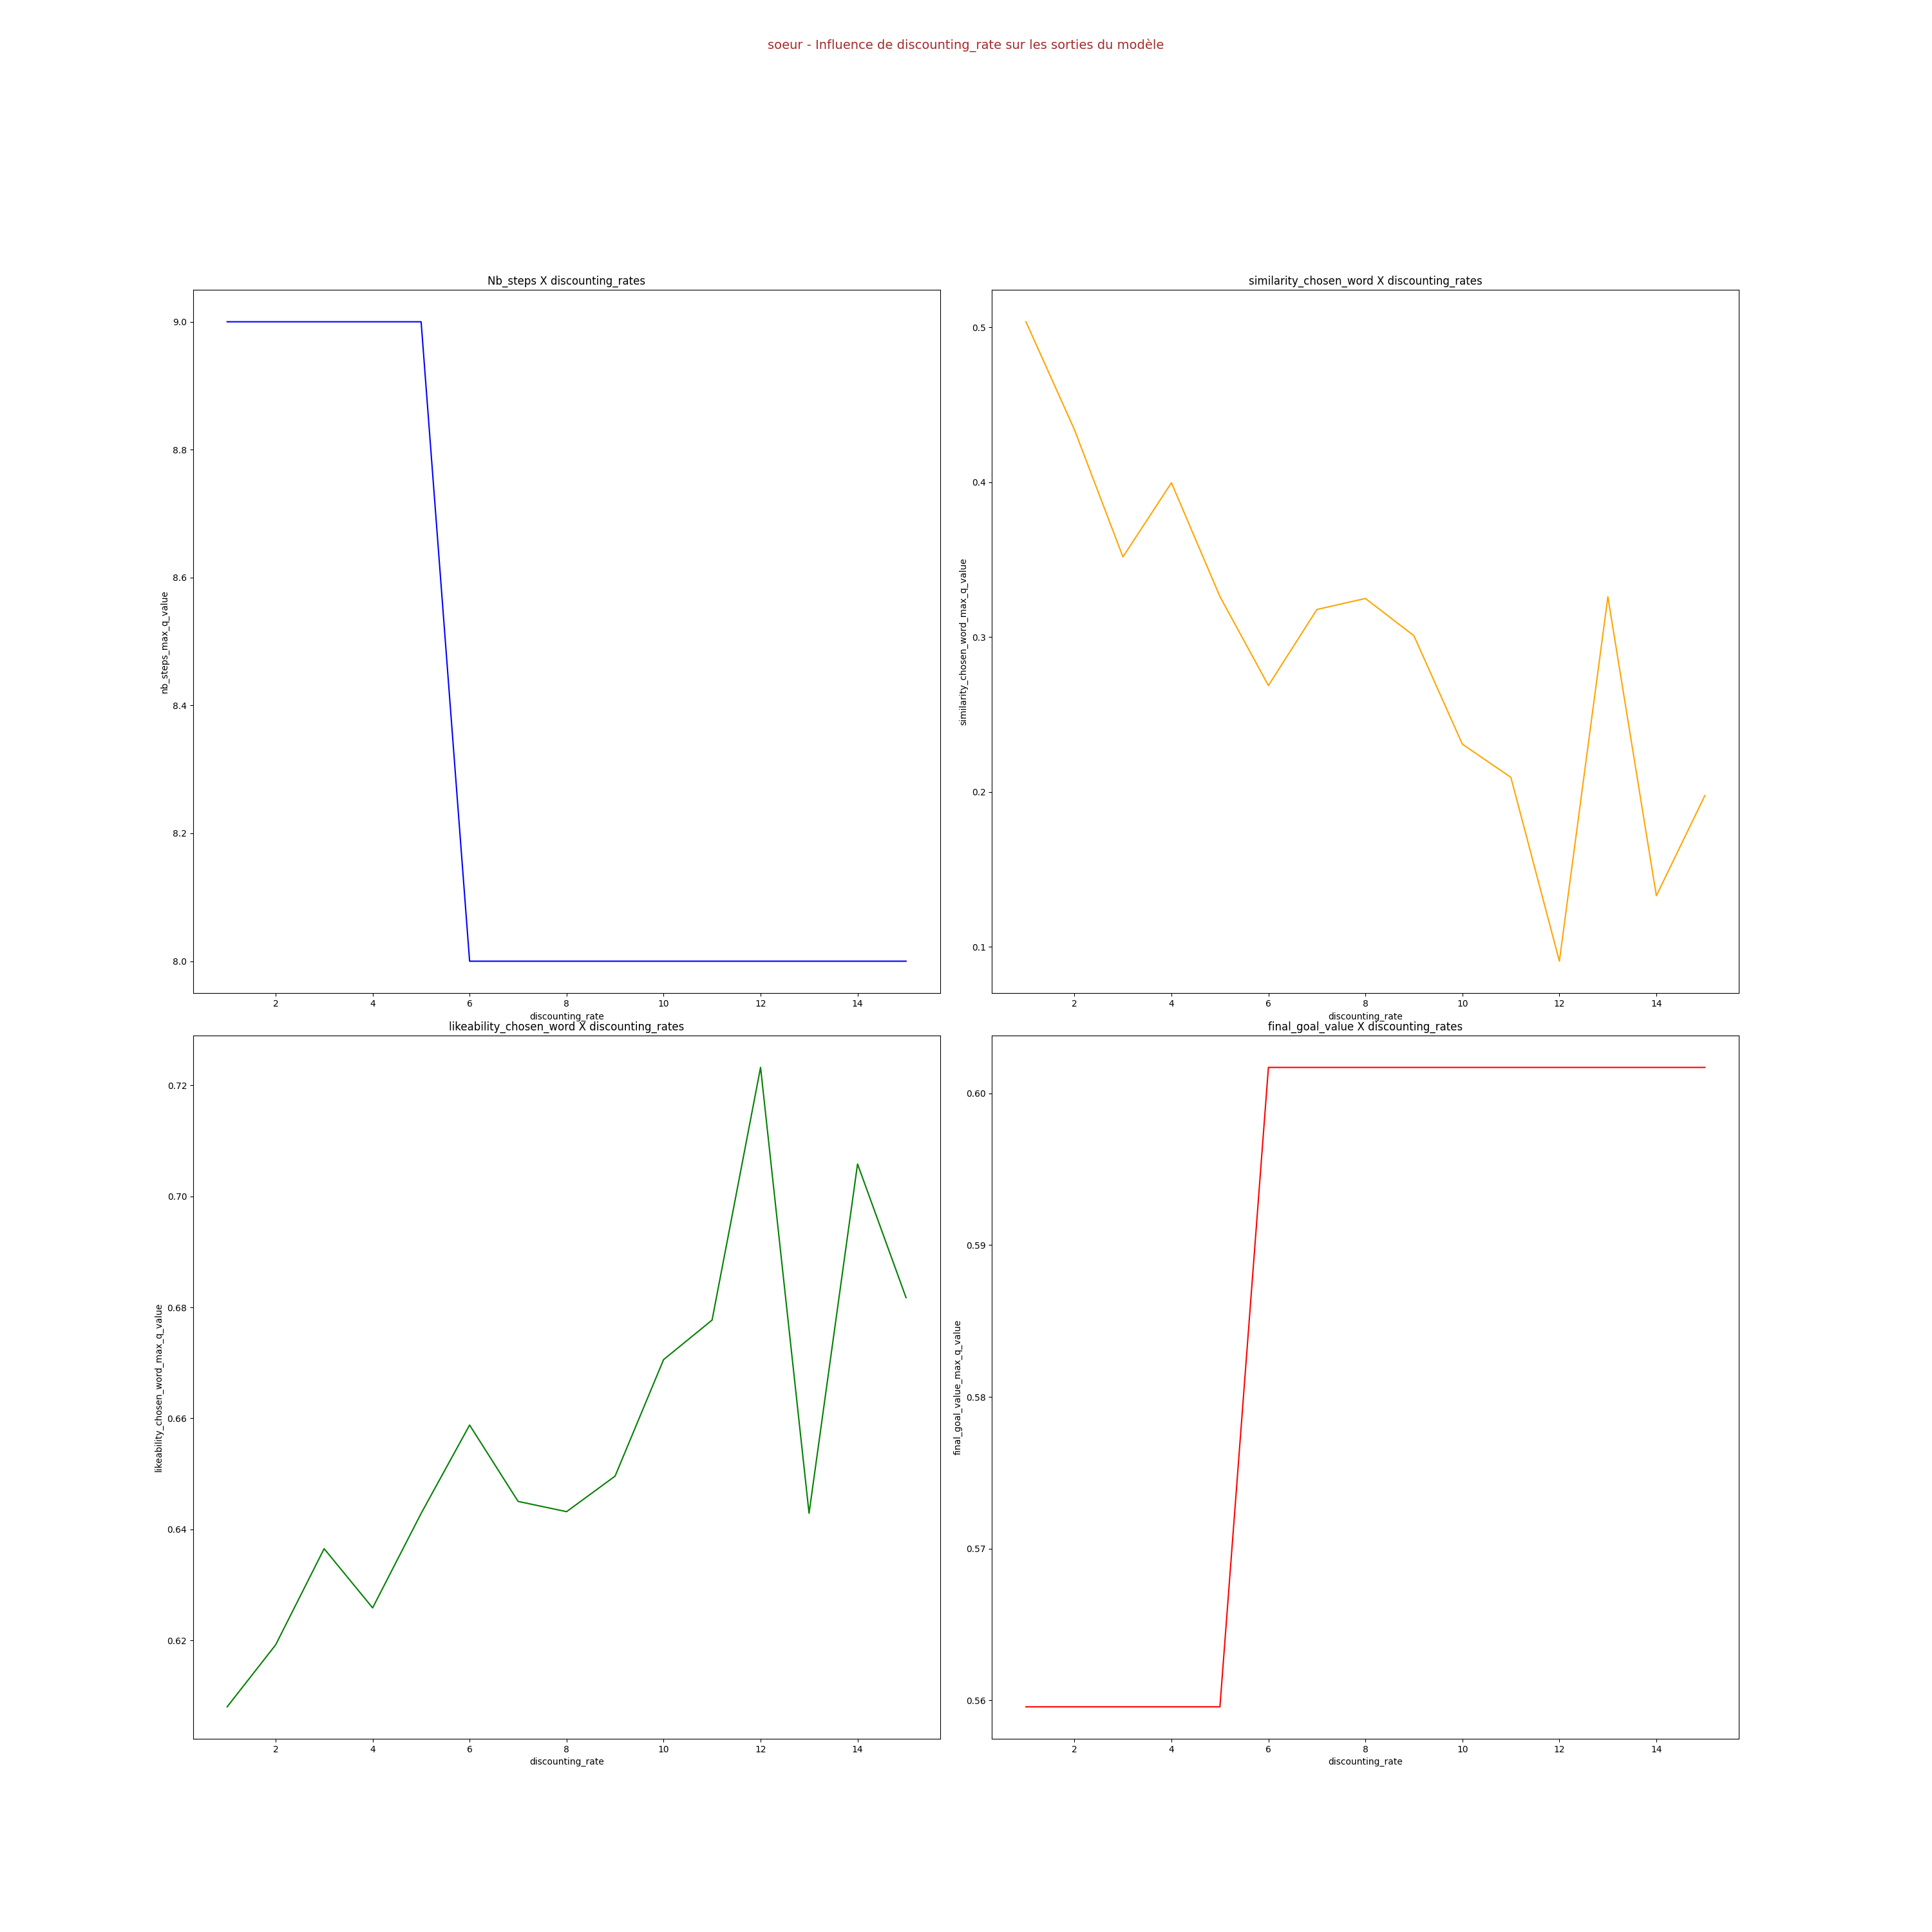 soeur - Influence de discounting_rate sur les sorties du modèle
Nb_steps X discounting_rates
nb_steps_max_q_value
9.0
8.8
8.6
8.4
8.2
8.0
2 4 6 8 10 12 14
discounting_rate
similarity_chosen_word X discounting_rates
similarity_chosen_word_max_q_value
0.5
0.4
0.3
0.2
0.1
2 4 6 8 10 12 14
discounting_rate
likeability_chosen_word X discounting_rates
likeability_chosen_word_max_q_value
0.72
0.70
0.68
0.66
0.64
0.62
2 4 6 8 10 12 14
discounting_rate
final_goal_value X discounting_rates
final_goal_value_max_q_value
0.60
0.59
0.58
0.57
0.56
2 4 6 8 10 12 14
discounting_rate